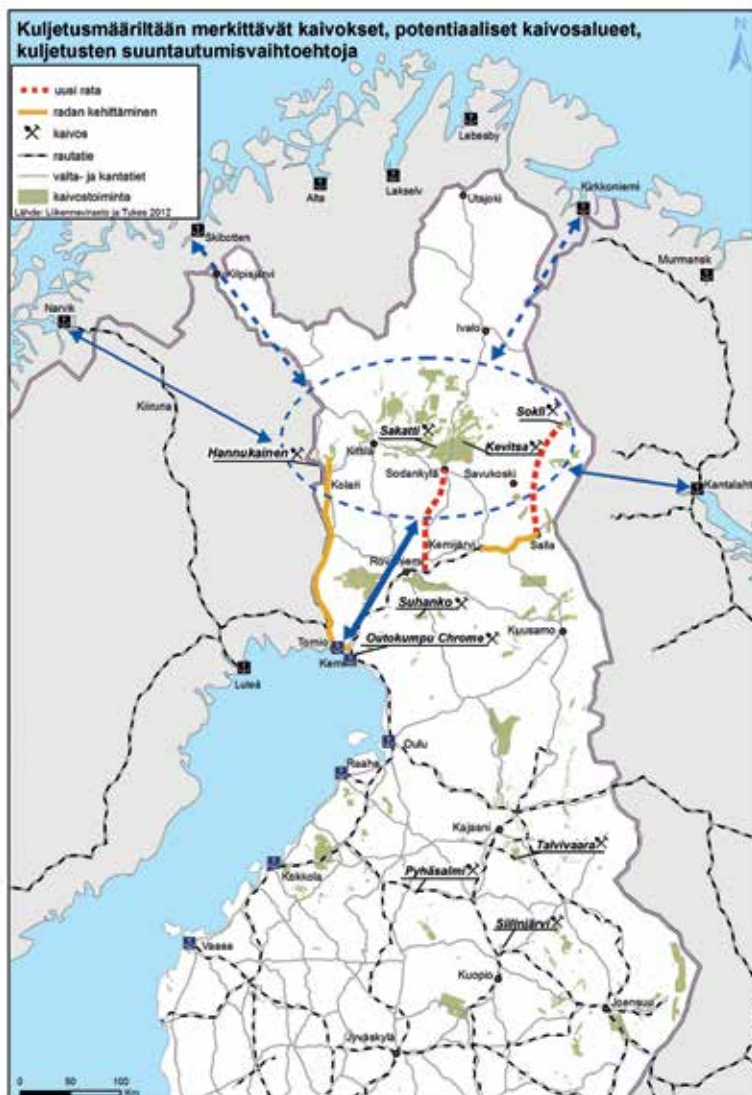 Kuljetusmääriltään merkittävät kaivokset, potentiaaliset kaivosalueet,
kuljetusten suuntautumisvaihtoehtoja
N
uusi rata
radan kehittäminen
kaivos
rautatie
valta- ja kantatiet
kaivostoiminta
Lähde: Liikennevirasto ja Tukes 2012
Lebesby
Lakselv
Alta
Utsjoki
Kirkkoniemi
Skibotten
Murmansk
Kilpisjärvi
Narvik
Ivalo
Kiiruna
Sokli
Sakatti
Kevitsa
Hannukainen
Kittilä
Sodankylä
Savukoski
Kolari
Kantalahti
Kemijärvi
Salla
Rovaniemi
Suhanko
Kuusamo
Tornio
Outokumpu Chrome
Kemi
Luleå
Oulu
Raahe
Kajaani
Talvivaara
Kokkola
Pyhäsalmi
Siilinjärvi
Vaasa
Kuopio
Joensuu
Jyväskylä
0 50 100
Km